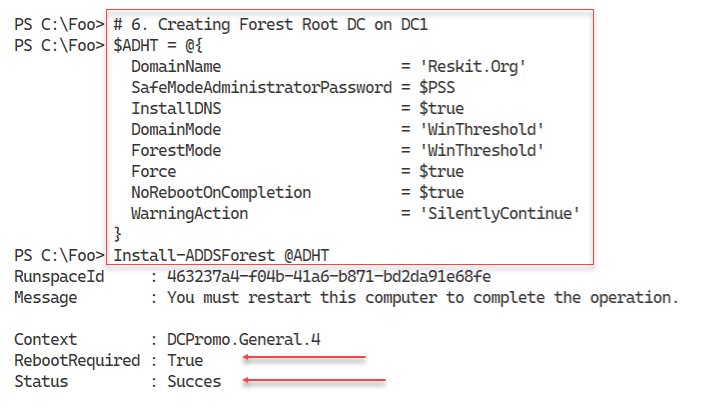 PS C:\Foo> # 6. Creating Forest Root DC on DC1
PS C:\Foo> $ADHT = @{
  DomainName                    = 'Reskit.Org'
  SafeModeAdministratorPassword = $PSS
  InstallDNS                    = $true
  DomainMode                    = 'WinThreshold'
  ForestMode                    = 'WinThreshold'
  Force                         = $true
  NoRebootOnCompletion          = $true
  WarningAction                 = 'SilentlyContinue'
}
PS C:\Foo> Install-ADDSForest @ADHT
RunspaceId     : 463237a4-f04b-41a6-b871-bd2da91e68fe
Message        : You must restart this computer to complete the operation.

Context        : DCPromo.General.4
RebootRequired : True
Status         : Succes